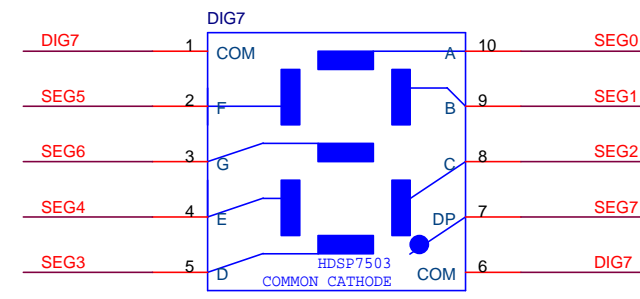 DIG7
DIG7 1 COM A 10 SEG0
SEG5 2 F B 9 SEG1
SEG6 3 G C 8 SEG2
SEG4 4 E DP 7 SEG7
SEG3 5 D HDSP7503 COM 6 DIG7
COMMON CATHODE